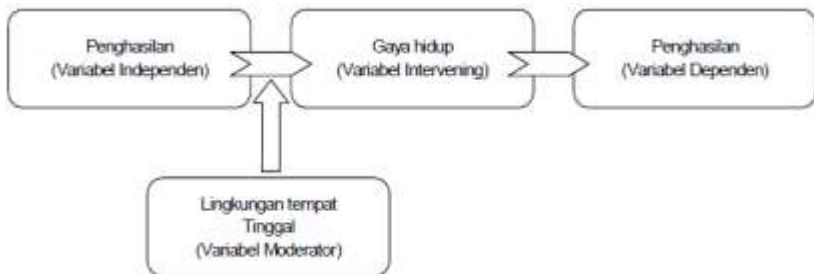 Penghasilan
(Variabel Independen)
Gaya hidup
(Variabel Intervening)
Penghasilan
(Variabel Dependen)
Lingkungan tempat
Tinggal
(Variabel Moderator)